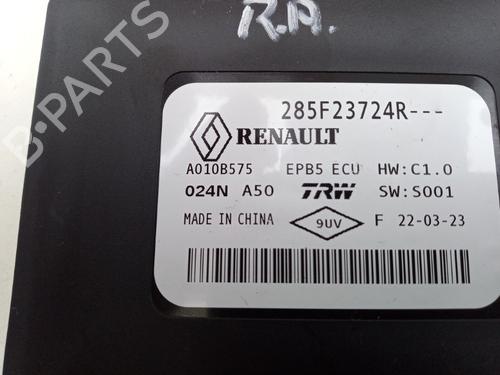 R.A.
285F23724R---
RENAULT
A010B575 EPB5 ECU HW:C1.0
024N A50 TRW SW:S001
MADE IN CHINA 9UV F 22-03-23
B-PARTS